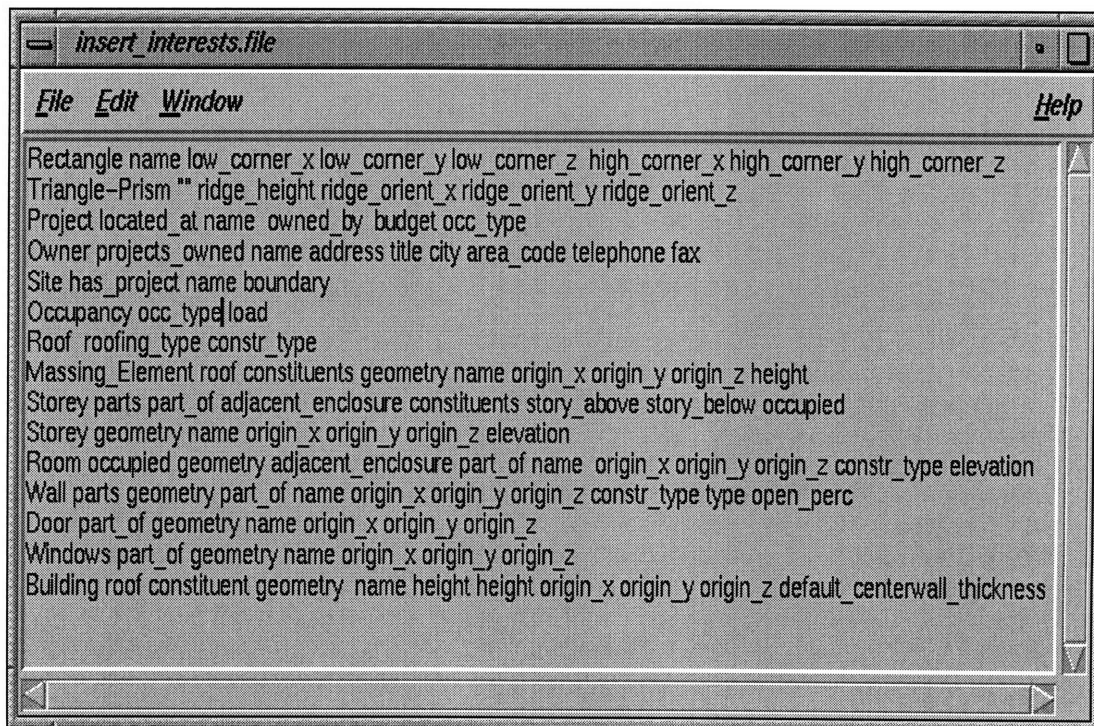 insert_interests.file
File Edit Window Help
Rectangle name low_corner_x low_corner_y low_corner_z  high_corner_x high_corner_y high_corner_z
Triangle-Prism "" ridge_height ridge_orient_x ridge_orient_y ridge_orient_z
Project located_at name  owned_by  budget occ_type
Owner projects_owned name address title city area_code telephone fax
Site has_project name boundary
Occupancy occ_type load
Roof  roofing_type constr_type
Massing_Element roof constituents geometry name origin_x origin_y origin_z height
Storey parts part_of adjacent_enclosure constituents story_above story_below occupied
Storey geometry name origin_x origin_y origin_z elevation
Room occupied geometry adjacent_enclosure part_of name  origin_x origin_y origin_z constr_type elevation
Wall parts geometry part_of name origin_x origin_y origin_z constr_type type open_perc
Door part_of geometry name origin_x origin_y origin_z
Windows part_of geometry name origin_x origin_y origin_z
Building roof constituent geometry  name height height origin_x origin_y origin_z default_centerwall_thickness